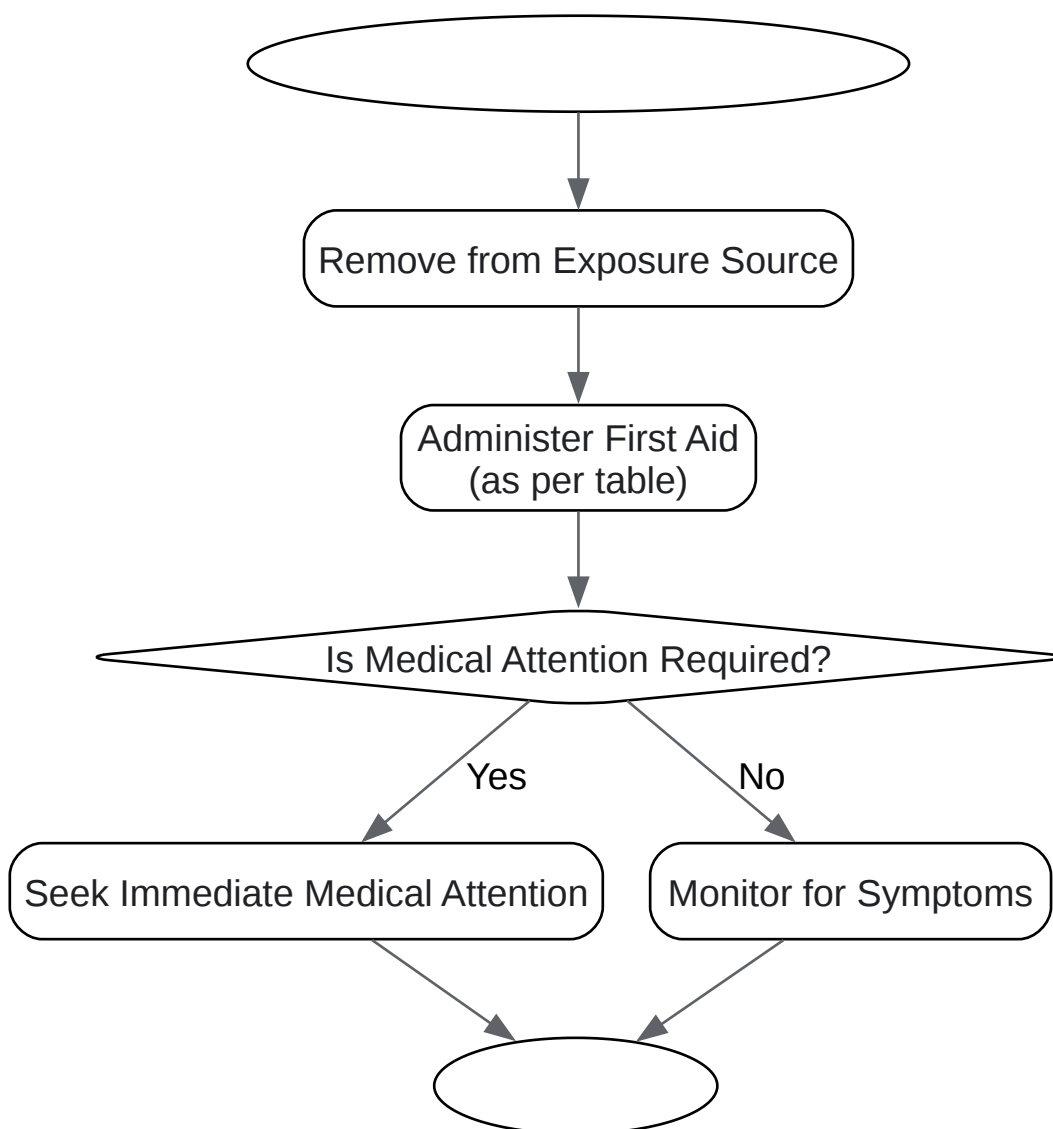 Remove from Exposure Source
Administer First Aid
(as per table)
Is Medical Attention Required?
Yes
No
Seek Immediate Medical Attention
Monitor for Symptoms